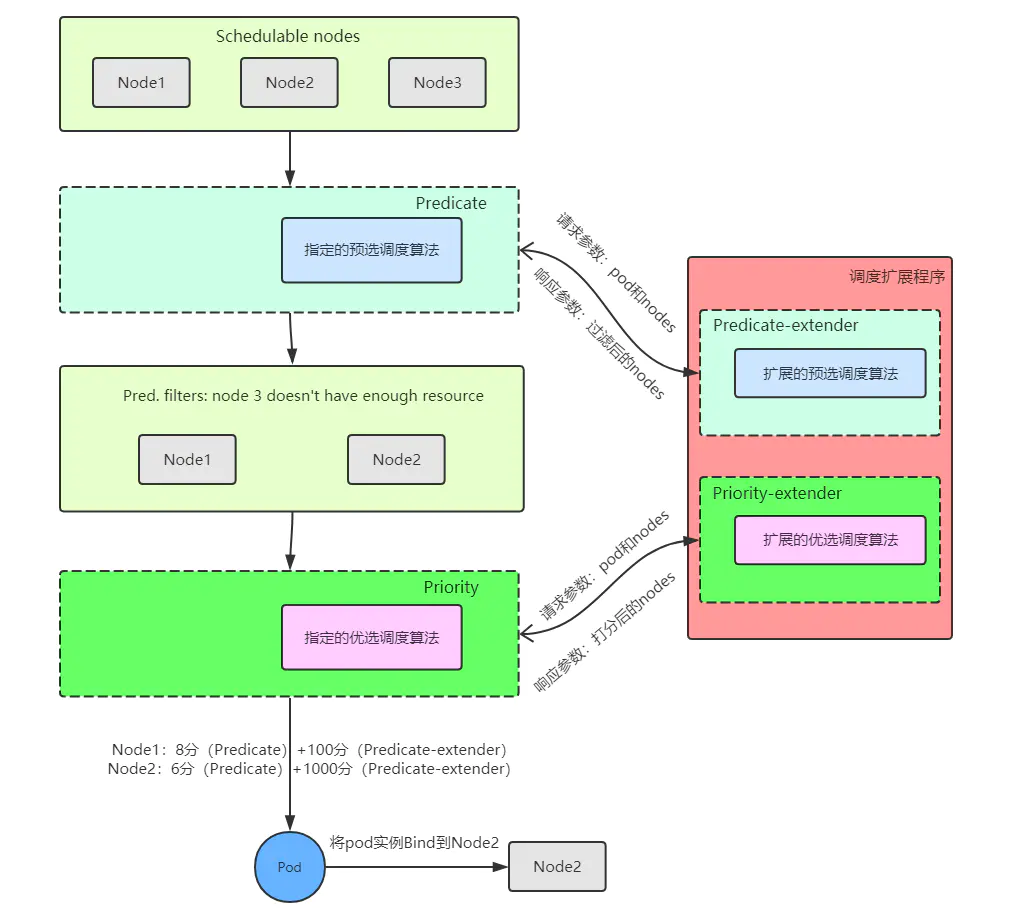 Schedulable nodes
Node1
Node2
Node3
Predicate
指定的预选调度算法
请求参数：pod和nodes
响应参数：过滤后的nodes
调度扩展程序
Predicate-extender
扩展的预选调度算法
Pred. filters: node 3 doesn't have enough resource
Node1
Node2
Priority-extender
扩展的优选调度算法
请求参数：pod和nodes
响应参数：打分后的nodes
Priority
指定的优选调度算法
Node1：8分（Predicate）+100分（Predicate-extender)
Node2：6分（Predicate）+1000分（Predicate-extender)
将pod实例Bind到Node2
Pod
Node2